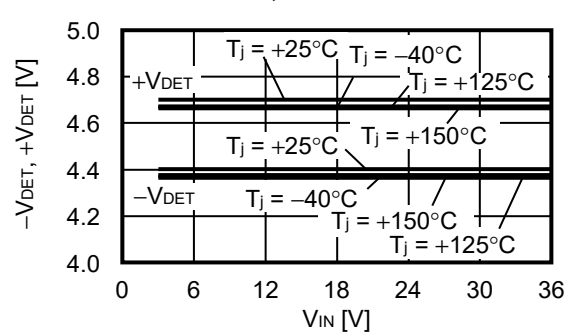 −VDET, +VDET [V]
5.0
4.8
4.6
4.4
4.2
4.0
Tj = +25°C
Tj = −40°C
+VDET
Tj = +125°C
Tj = +150°C
Tj = +25°C
−VDET
Tj = −40°C
Tj = +150°C
Tj = +125°C
0 6 12 18 24 30 36
VIN [V]